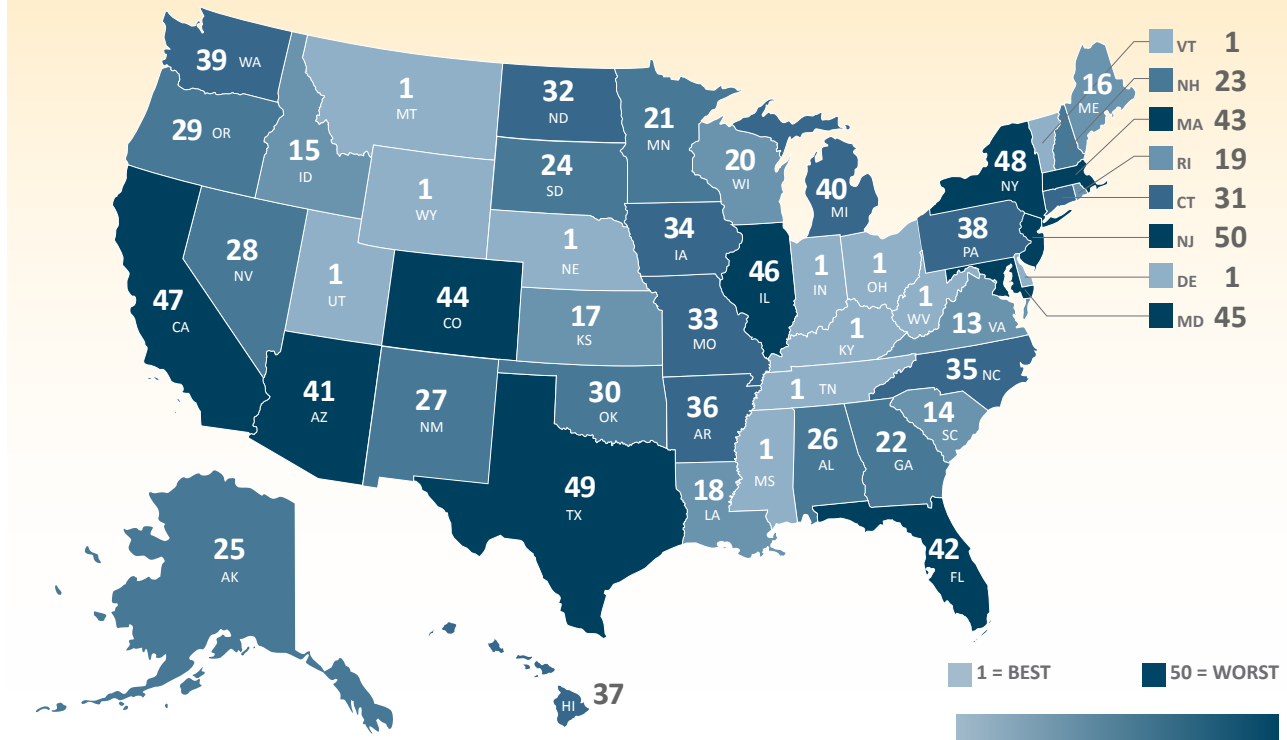 39 WA
1
MT
32
ND
21
MN
16
ME
VT 1
NH 23
MA 43
RI 19
CT 31
NJ 50
DE 1
MD 45
29 OR
15
ID
1
WY
24
SD
20
WI
40
MI
48
NY
28
NV
1
UT
1
NE
34
IA
38
PA
47
CA
44
CO
17
KS
46
IL
1
IN
1
OH
1
WV
13 VA
33
MO
1
KY
35 NC
1 TN
41
AZ
27
NM
30
OK
36
AR
14
SC
1
MS
26
AL
22
GA
49
TX
18
LA
42
FL
25
AK
HI 37
1 = BEST
50 = WORST